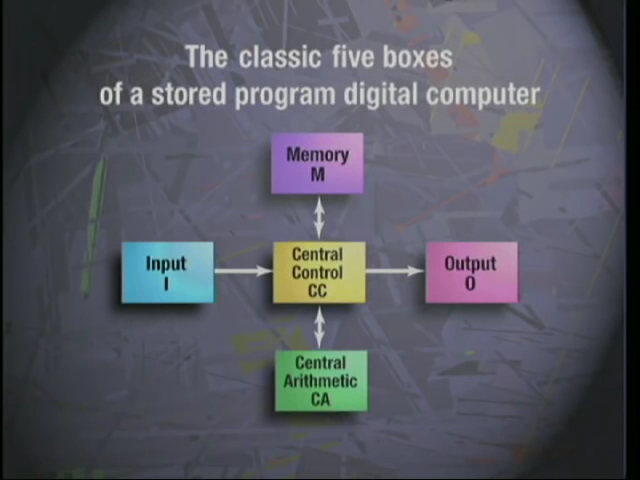 The classic five boxes
of a stored program digital computer
Memory
M
Input
I
Central
Control
CC
Output
O
Central
Arithmetic
CA